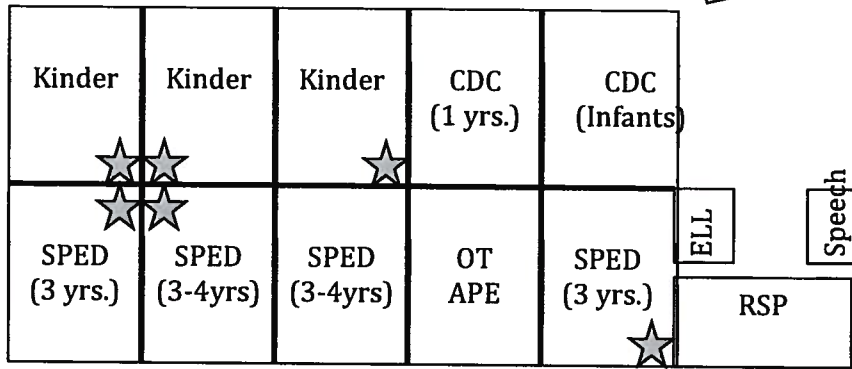 Kinder
Kinder
Kinder
CDC
(1 yrs.)
CDC
(Infants)
SPED
(3 yrs.)
SPED
(3-4yrs)
SPED
(3-4yrs)
OT
APE
SPED
(3 yrs.)
ELL
Speech
RSP